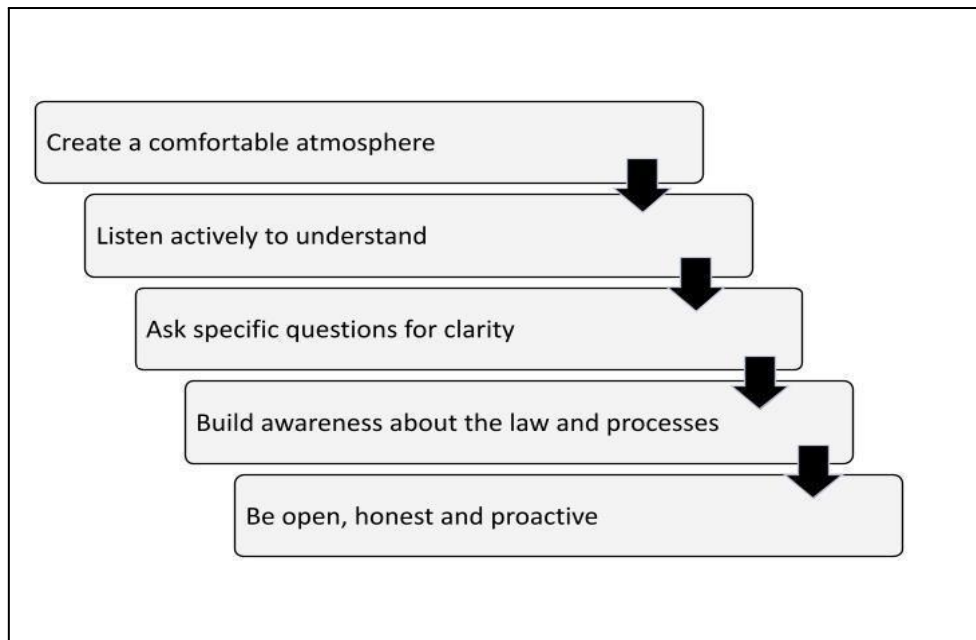 Create a comfortable atmosphere
Listen actively to understand
Ask specific questions for clarity
Build awareness about the law and processes
Be open, honest and proactive